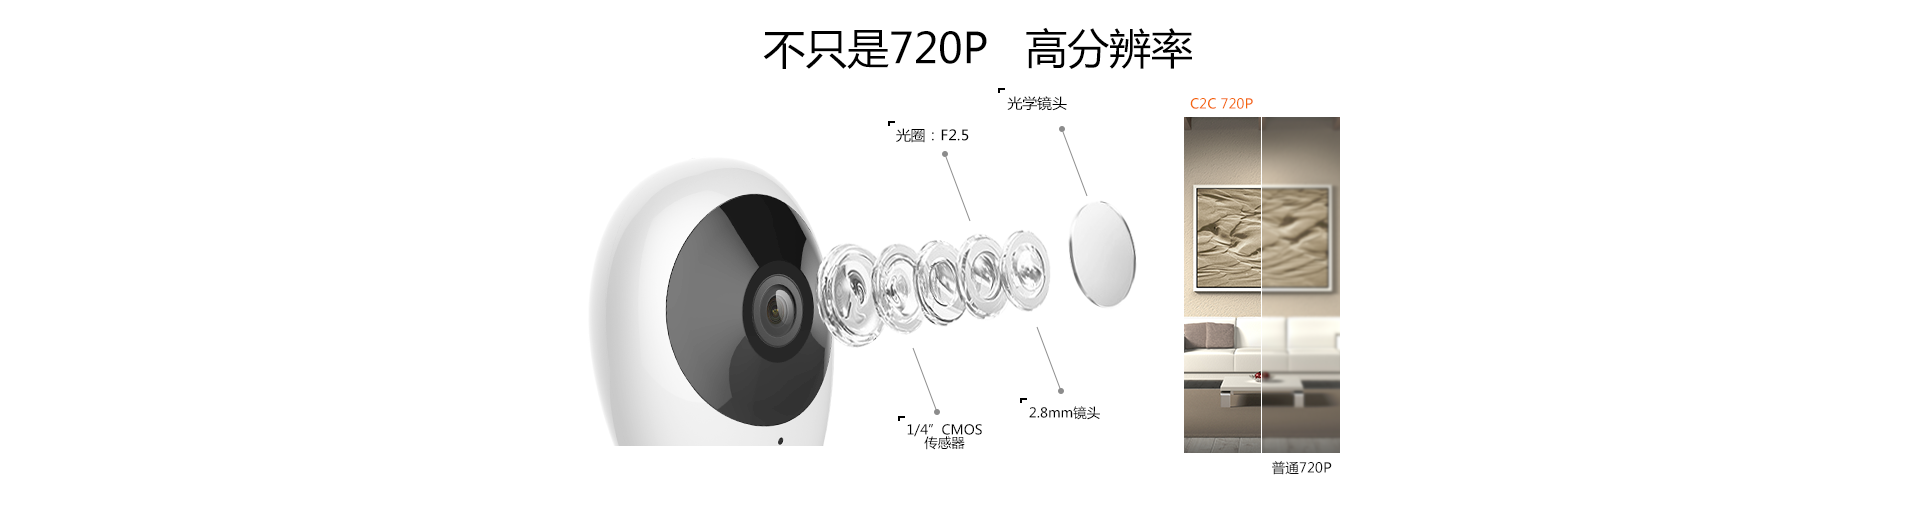 不只是720P 高分辨率
光学镜头
C2C 720P
光圈：F2.5
2.8mm镜头
1/4” CMOS
传感器
普通720P